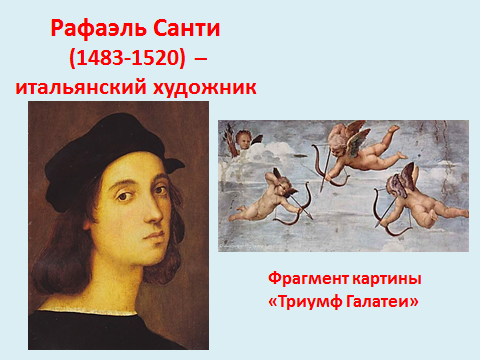 Рафаэль Санти
(1483-1520) –
итальянский художник
Фрагмент картины
«Триумф Галатеи»